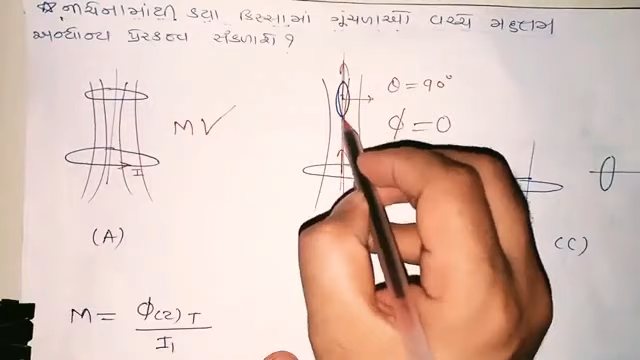 ☆ નીચેનામાંથી કયા કિસ્સામાં ગૂંચળાઓ વચ્ચે મહત્તમ
અન્યોન્ય પ્રેરકત્વ સંકળાશે ?
θ = 90°
M ✓
ϕ = 0
I
(A)
(C)
M = ϕ(2) T
I₁